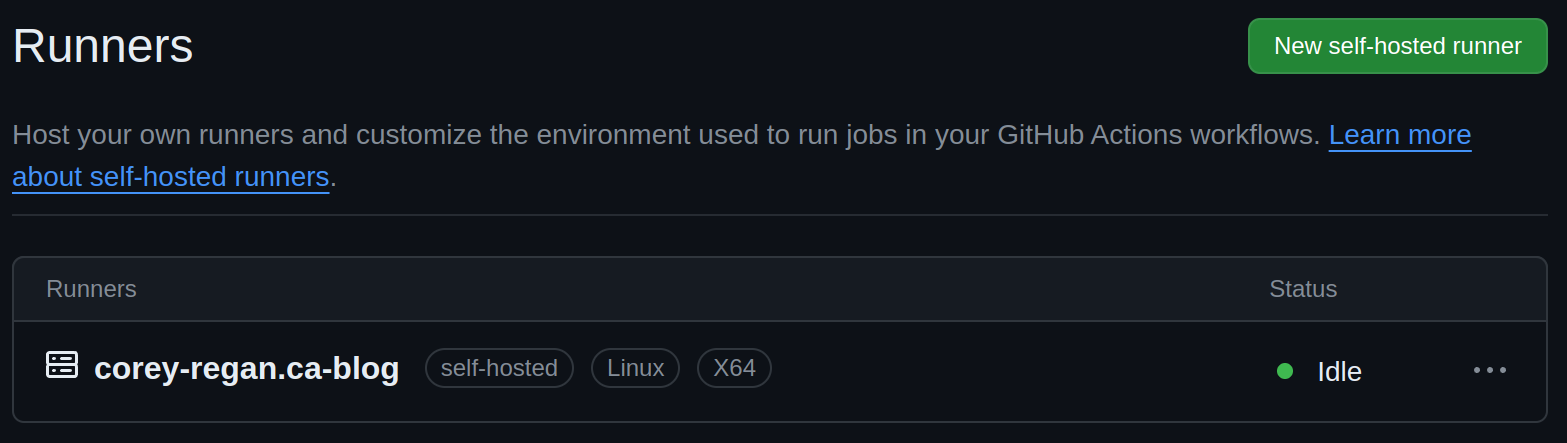 Runners
New self-hosted runner
Host your own runners and customize the environment used to run jobs in your GitHub Actions workflows. Learn more
about self-hosted runners.
Runners Status
corey-regan.ca-blog self-hosted Linux X64 Idle